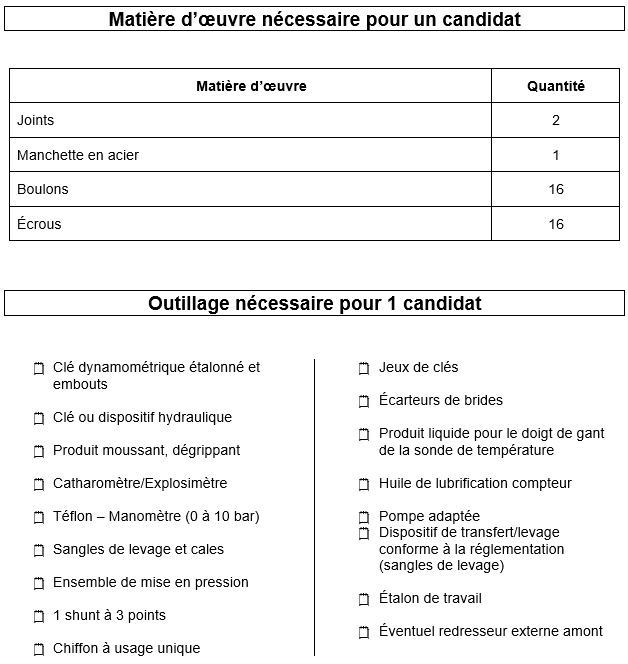 Matière d’œuvre nécessaire pour un candidat
Matière d’œuvre Quantité
Joints 2
Manchette en acier 1
Boulons 16
Écrous 16
Outillage nécessaire pour 1 candidat
Clé dynamométrique étalonné et
embouts
Clé ou dispositif hydraulique
Produit moussant, dégrippant
Catharomètre/Explosimètre
Téflon – Manomètre (0 à 10 bar)
Sangles de levage et cales
Ensemble de mise en pression
1 shunt à 3 points
Chiffon à usage unique
Jeux de clés
Écarteurs de brides
Produit liquide pour le doigt de gant
de la sonde de température
Huile de lubrification compteur
Pompe adaptée
Dispositif de transfert/levage
conforme à la réglementation
(sangles de levage)
Étalon de travail
Éventuel redresseur externe amont